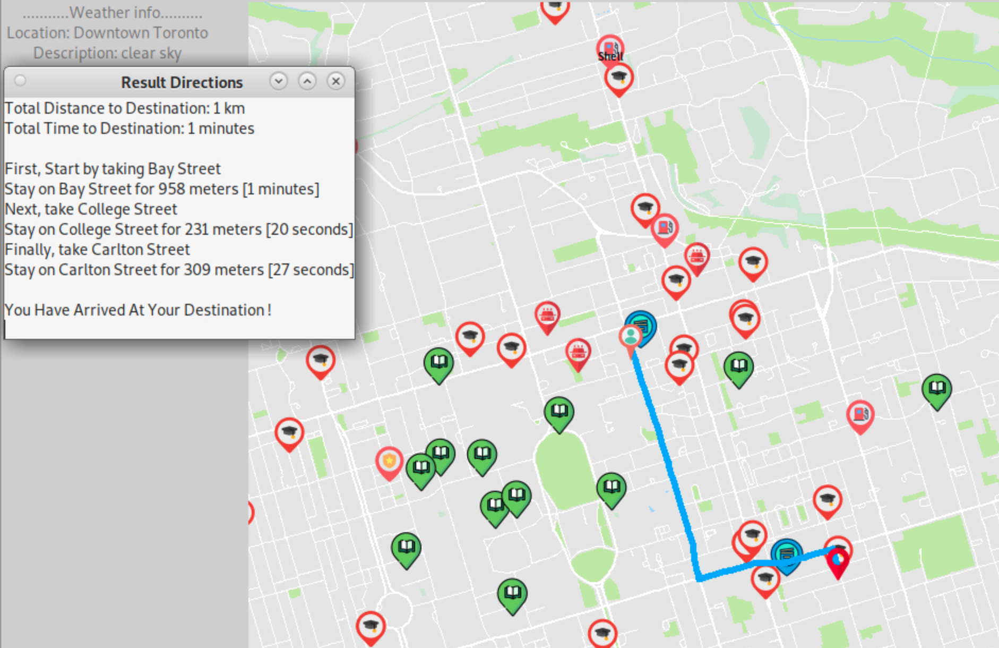 ..........Weather info.........
Location: Downtown Toronto
Description: clear sky
Result Directions
Total Distance to Destination: 1 km
Total Time to Destination: 1 minutes
First, Start by taking Bay Street
Stay on Bay Street for 958 meters [1 minutes]
Next, take College Street
Stay on College Street for 231 meters [20 seconds]
Finally, take Carlton Street
Stay on Carlton Street for 309 meters [27 seconds]
You Have Arrived At Your Destination !
Shell